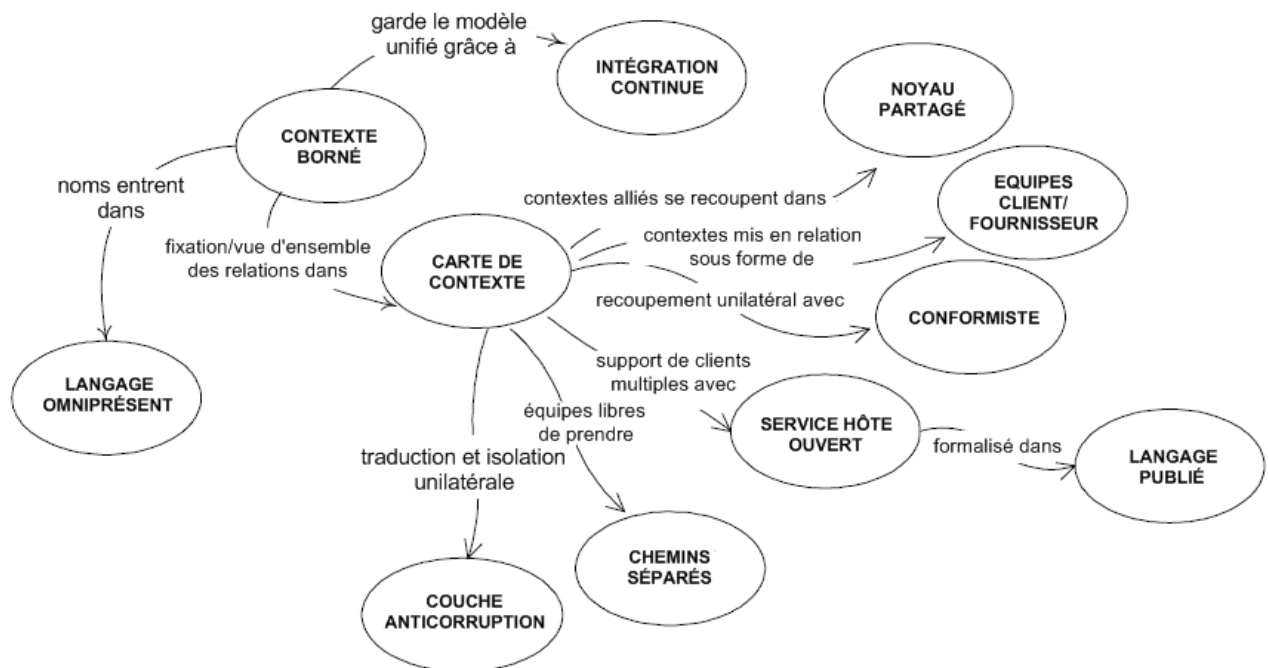 garde le modèle
unifié grâce à
INTÉGRATION
CONTINUE
NOYAU
PARTAGÉ
CONTEXTE
BORNÉ
noms entrent
dans
contextes alliés se recoupent dans
EQUIPES
CLIENT/
FOURNISSEUR
fixation/vue d'ensemble
des relations dans
CARTE DE
CONTEXTE
contextes mis en relation
sous forme de
recoupement unilatéral avec
CONFORMISTE
LANGAGE
OMNIPRÉSENT
support de clients
multiples avec
équipes libres
de prendre
SERVICE HÔTE
OUVERT
formalisé dans
LANGAGE
PUBLIÉ
traduction et isolation
unilatérale
CHEMINS
SÉPARÉS
COUCHE
ANTICORRUPTION